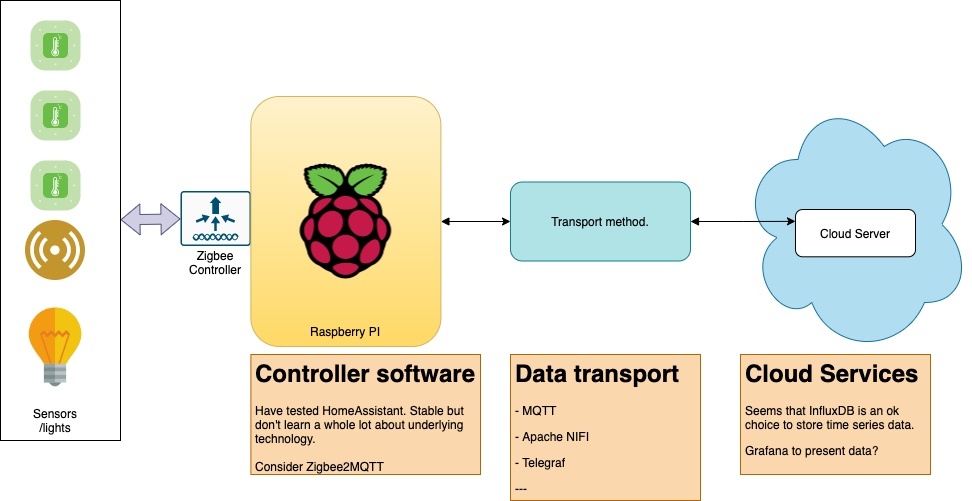 Zigbee
Controller
Raspberry PI
Transport method.
Cloud Server
Sensors
/lights
Controller software
Have tested HomeAssistant. Stable but
don't learn a whole lot about underlying
technology.
Consider Zigbee2MQTT
Data transport
- MQTT
- Apache NIFI
- Telegraf
---
Cloud Services
Seems that InfluxDB is an ok
choice to store time series data.
Grafana to present data?